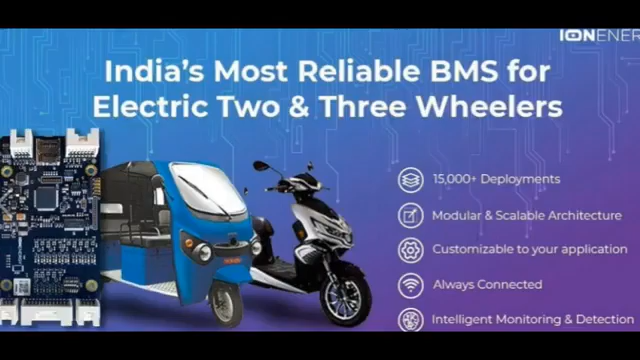 IONENER
India's Most Reliable BMS for
Electric Two & Three Wheelers
15,000+ Deployments
Modular & Scalable Architecture
Customizable to your application
Always Connected
Intelligent Monitoring & Detection